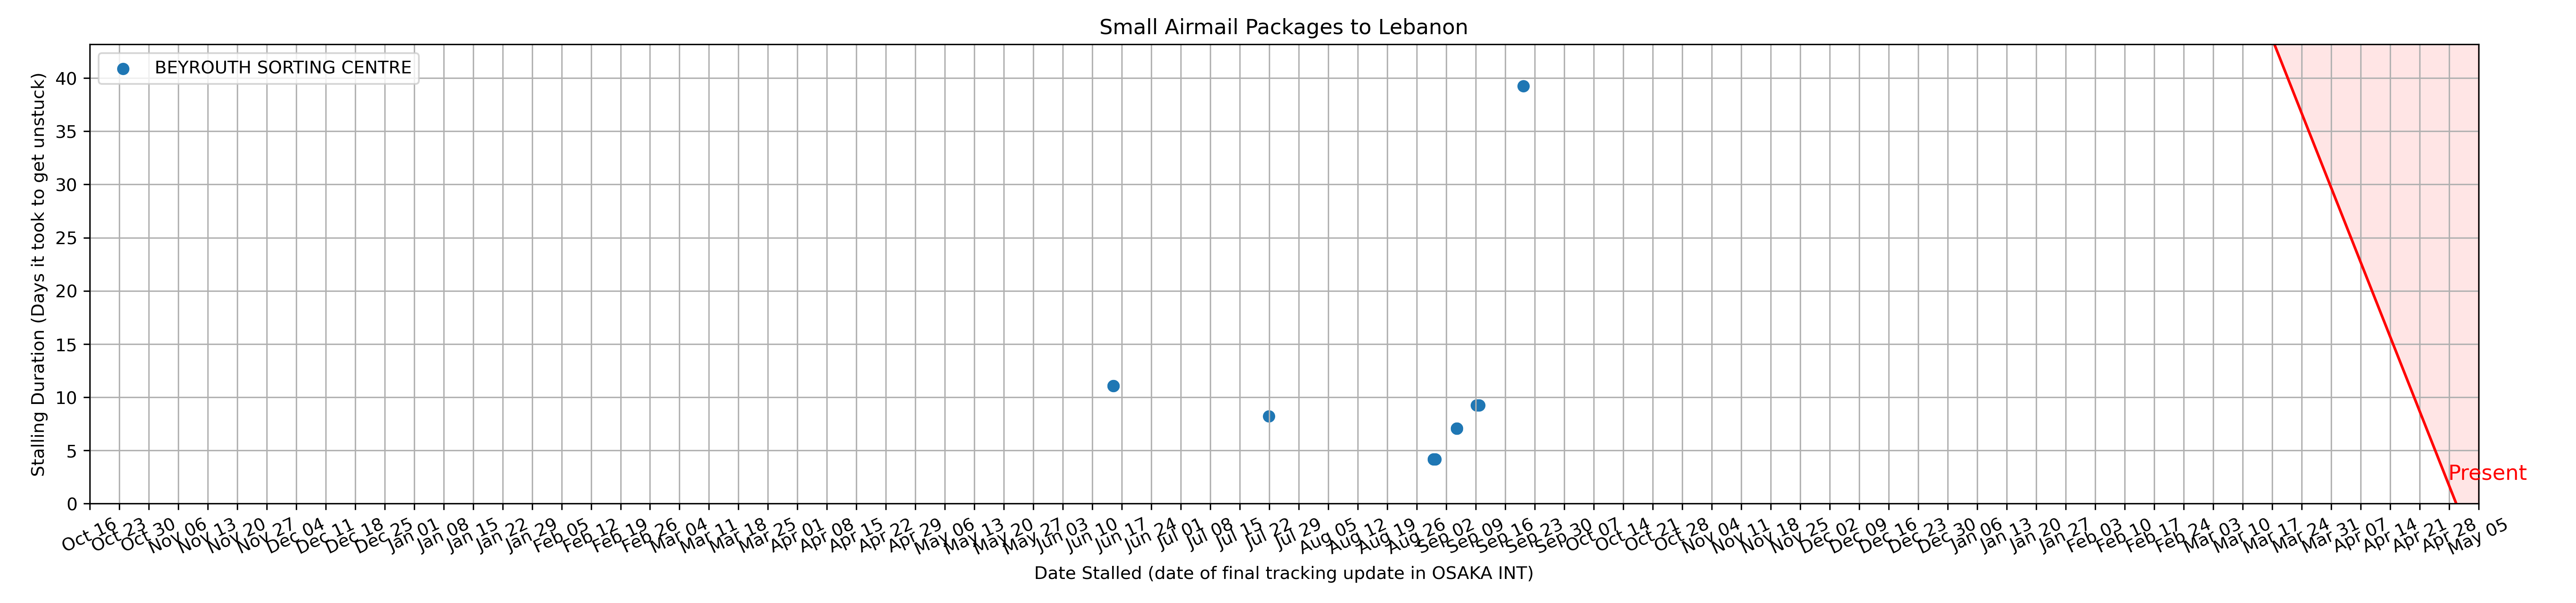 Small Airmail Packages to Lebanon
BEYROUTH SORTING CENTRE
Stalling Duration (Days it took to get unstuck)
40
35
30
25
20
15
10
5
0
Present
Oct 16 Oct 23 Oct 30 Nov 06 Nov 13 Nov 20 Nov 27 Dec 04 Dec 11 Dec 18 Dec 25 Jan 01 Jan 08 Jan 15 Jan 22 Jan 29 Feb 05 Feb 12 Feb 19 Feb 26 Mar 04 Mar 11 Mar 18 Mar 25 Apr 01 Apr 08 Apr 15 Apr 22 Apr 29 May 06 May 13 May 20 May 27 Jun 03 Jun 10 Jun 17 Jun 24 Jul 01 Jul 08 Jul 15 Jul 22 Jul 29 Aug 05 Aug 12 Aug 19 Aug 26 Sep 02 Sep 09 Sep 16 Sep 23 Sep 30 Oct 07 Oct 14 Oct 21 Oct 28 Nov 04 Nov 11 Nov 18 Nov 25 Dec 02 Dec 09 Dec 16 Dec 23 Dec 30 Jan 06 Jan 13 Jan 20 Jan 27 Feb 03 Feb 10 Feb 17 Feb 24 Mar 03 Mar 10 Mar 17 Mar 24 Mar 31 Apr 07 Apr 14 Apr 21 Apr 28 May 05
Date Stalled (date of final tracking update in OSAKA INT)